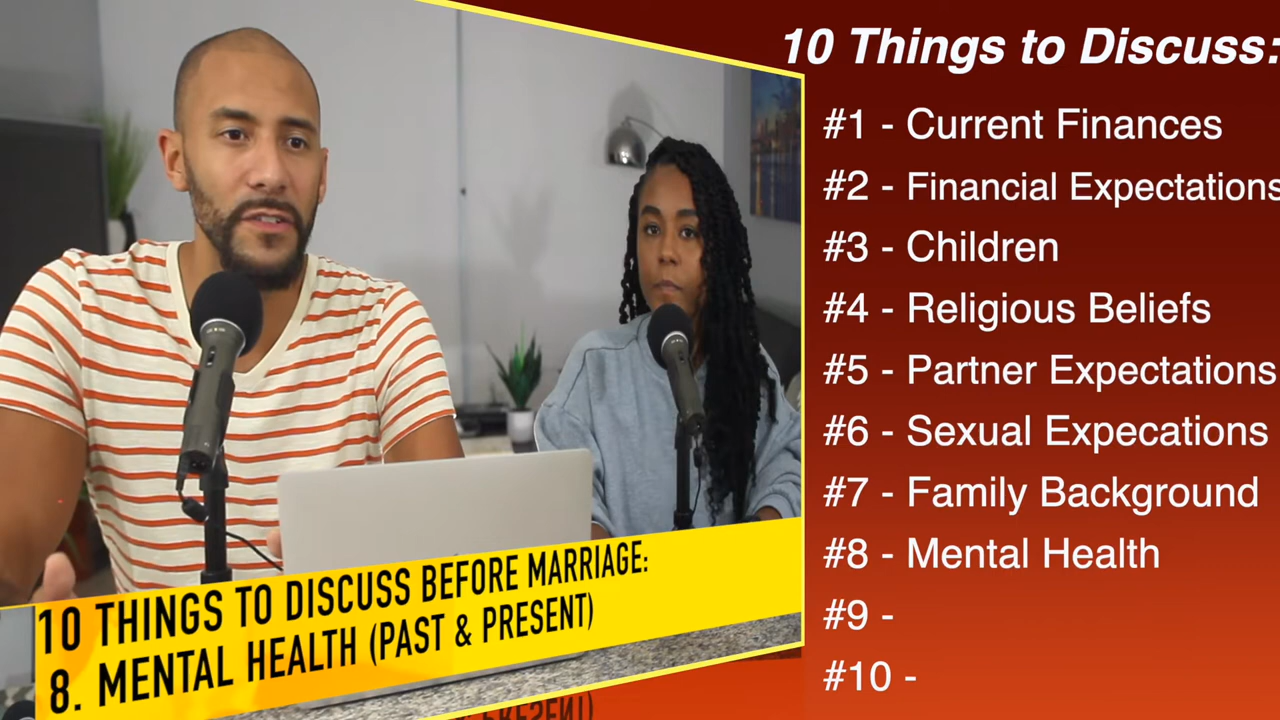 10 Things to Discuss:
#1 - Current Finances
#2 - Financial Expectations
#3 - Children
#4 - Religious Beliefs
#5 - Partner Expectations
#6 - Sexual Expecations
#7 - Family Background
#8 - Mental Health
#9 -
#10 -
10 THINGS TO DISCUSS BEFORE MARRIAGE:
8. MENTAL HEALTH (PAST & PRESENT)